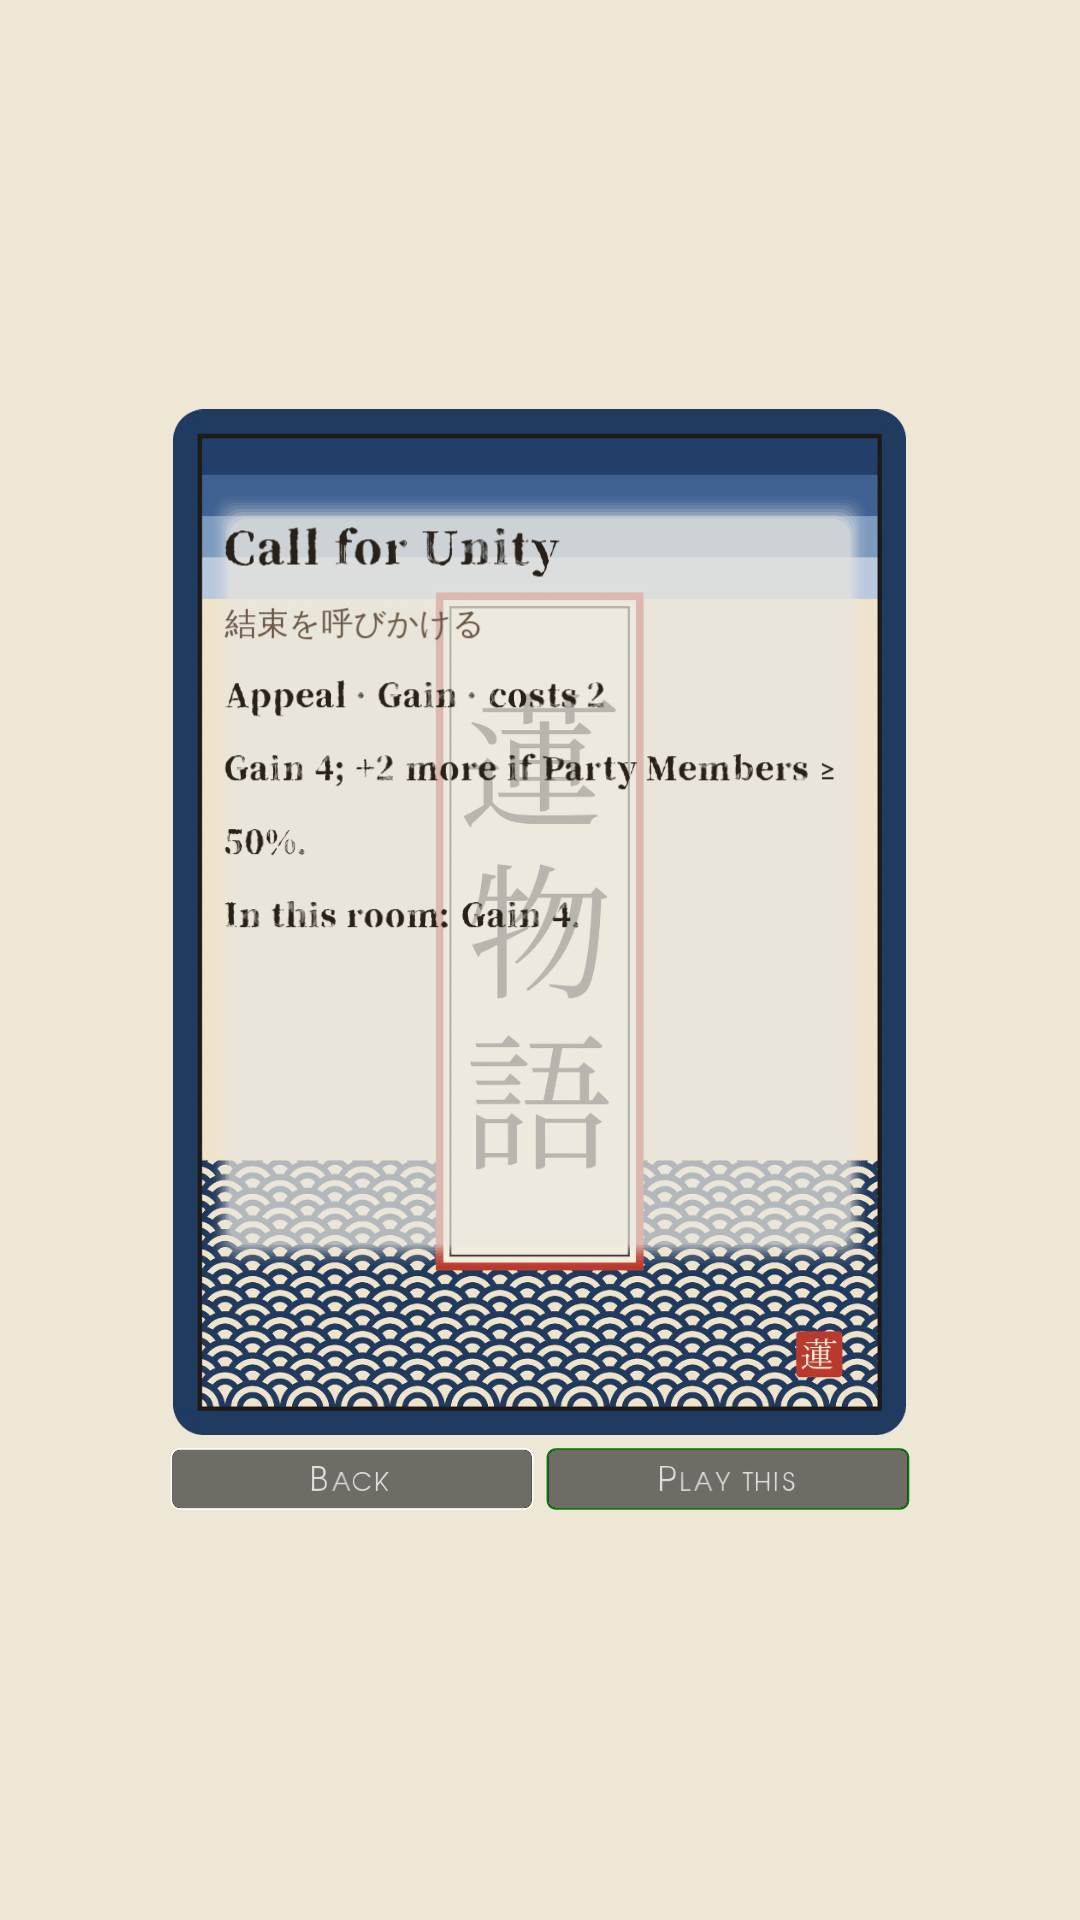 Call for Unity
結束を呼びかける
Appeal · Gain · costs 2
Gain 4; +2 more if Party Members ≥
50%.
In this room: Gain 4.
蓮物語
蓮
Back
Play this